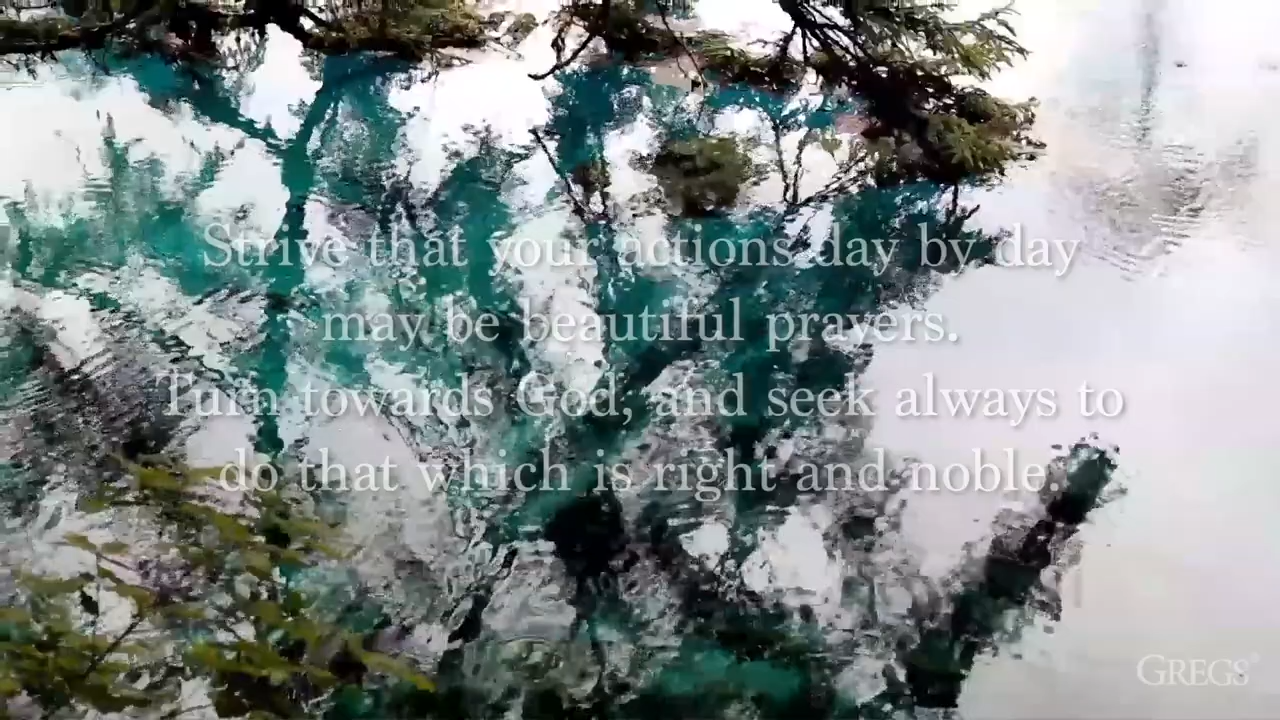 Strive that your actions day by day
may be beautiful prayers.
Turn towards God, and seek always to
do that which is right and noble.
GREGS